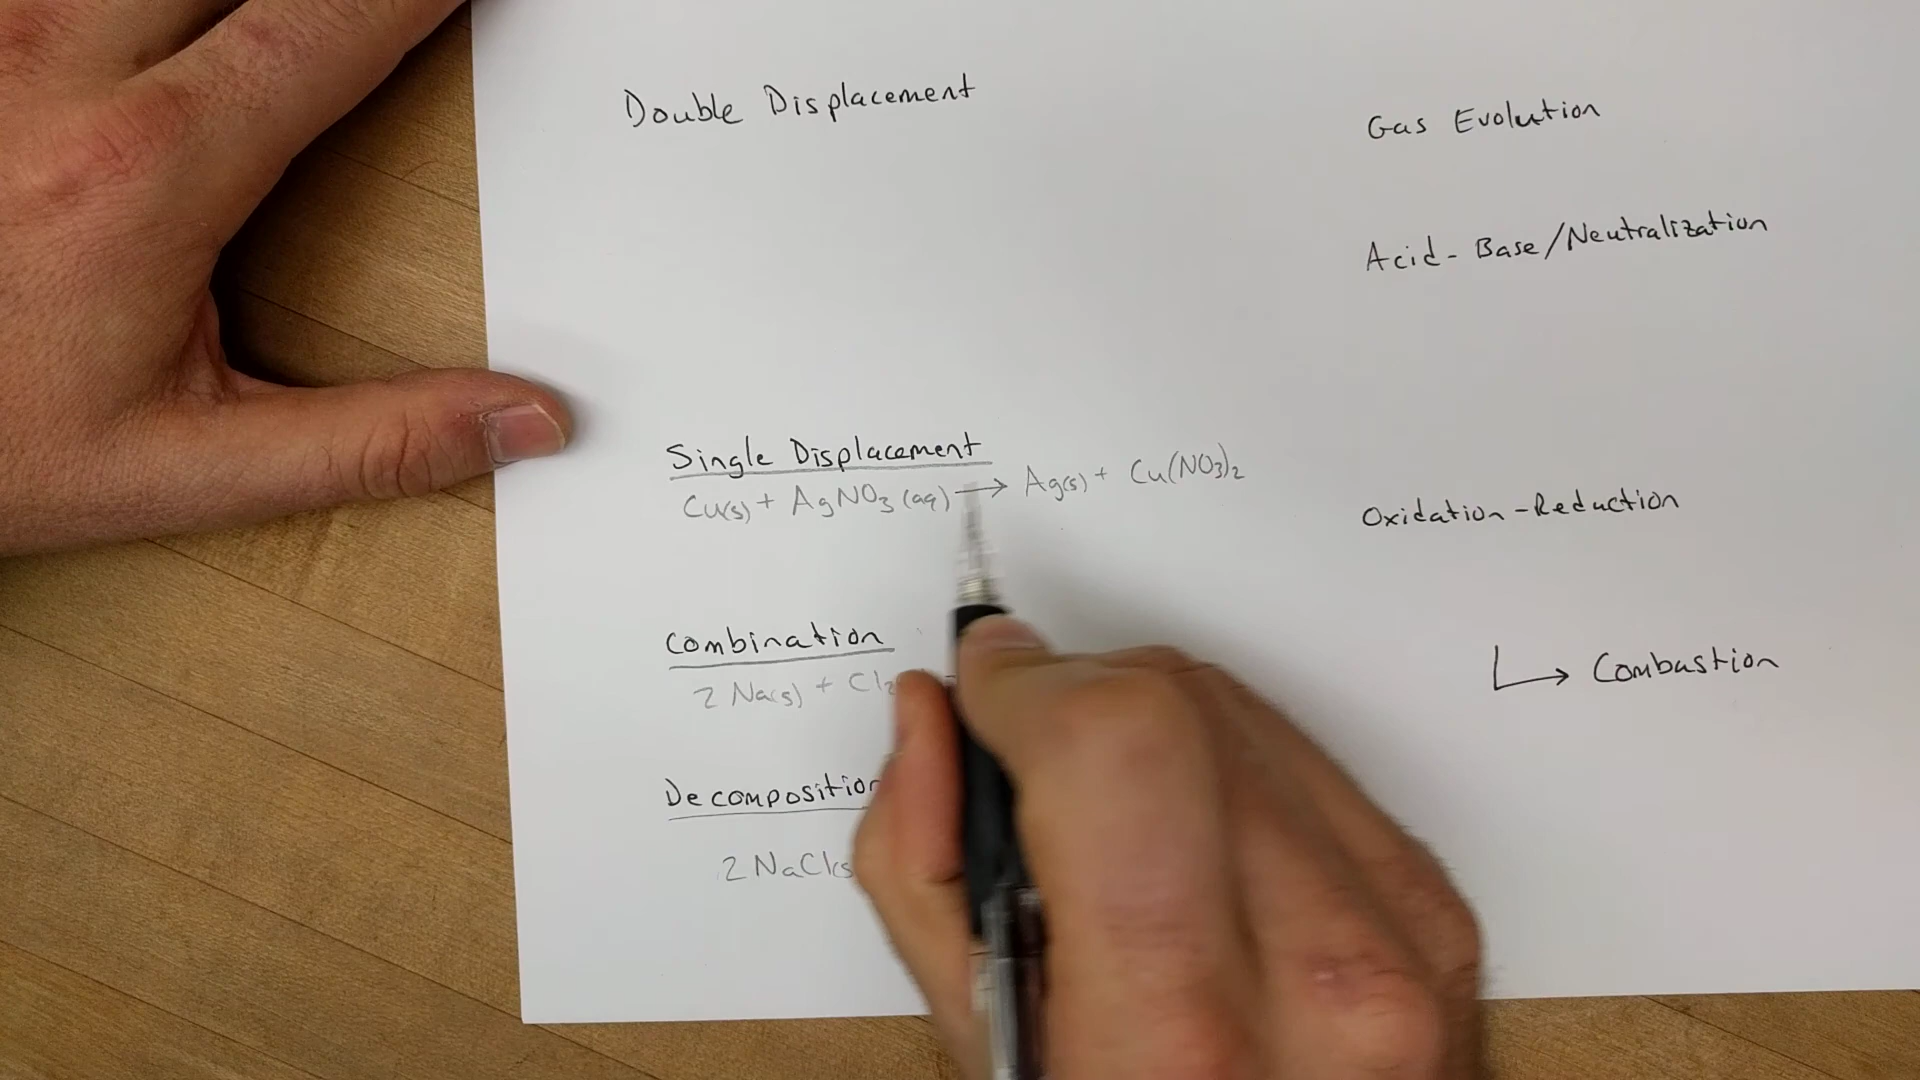 Double Displacement
Gas Evolution
Acid-Base/Neutralization
Single Displacement
Cu(s) + AgNO3 (aq) → Ag(s) + Cu(NO3)2
Oxidation-Reduction
Combination
2 Na(s) + Cl2
↳ Combustion
Decomposition
2 NaCl(s